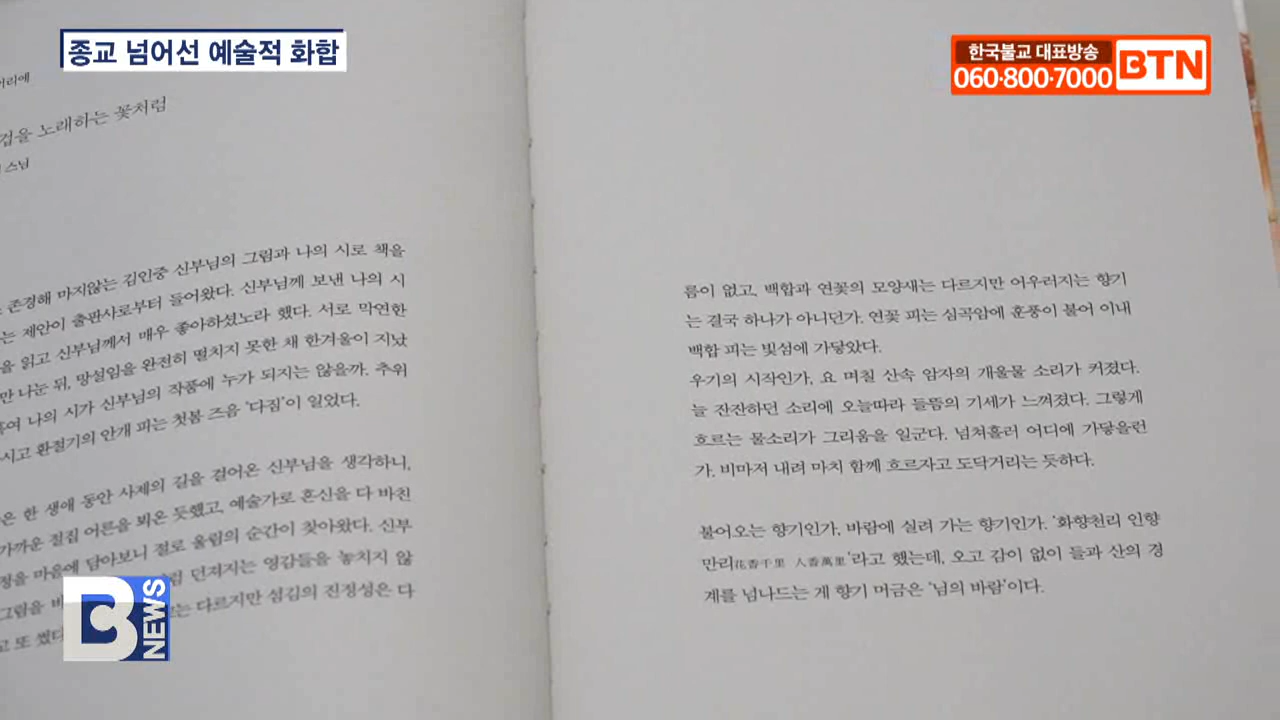 종교 넘어선 예술적 화합
한국불교 대표방송
060·800·7000
BTN
노래하는 꽃처럼
스님
존경해 마지않는 김인중 신부님의 그림과 나의 시로 책을
는 제안이 출판사로부터 들어왔다. 신부님께 보낸 나의 시
을 읽고 신부님께서 매우 좋아하셨노라 했다. 서로 막연한
만 나눈 뒤, 망설임을 완전히 떨치지 못한 채 한겨울이 지났
여 나의 시가 신부님의 작품에 누가 되지는 않을까. 추위
시고 환절기의 안개 피는 첫봄 즈음 '다짐'이 일었다.
은 한 생애 동안 사제의 길을 걸어온 신부님을 생각하니,
가까운 절집 어른을 뵈온 듯했고, 예술가로 혼신을 다 바친
정을 마음에 담아보니 절로 울림의 순간이 찾아왔다. 신부
던져지는 영감들을 놓치지 않
그림을 는 다르지만 섬김의 진정성은 다
고 또 썼다
름이 없고, 백합과 연꽃의 모양새는 다르지만 어우러지는 향기
는 결국 하나가 아니던가. 연꽃 피는 심곡암에 훈풍이 불어 이내
백합 피는 빛섬에 가닿았다.
우기의 시작인가, 요 며칠 산속 암자의 개울물 소리가 커졌다.
늘 잔잔하던 소리에 오늘따라 들뜸의 기세가 느껴졌다. 그렇게
흐르는 물소리가 그리움을 일군다. 넘쳐흘러 어디에 가닿을런
가. 비마저 내려 마치 함께 흐르자고 도닥거리는 듯하다.
불어오는 향기인가, 바람에 실려 가는 향기인가. '화향천리 인향
만리花香千里 人香萬里'라고 했는데, 오고 감이 없이 들과 산의 경
계를 넘나드는 게 향기 머금은 '님의 바람'이다.
B NEWS